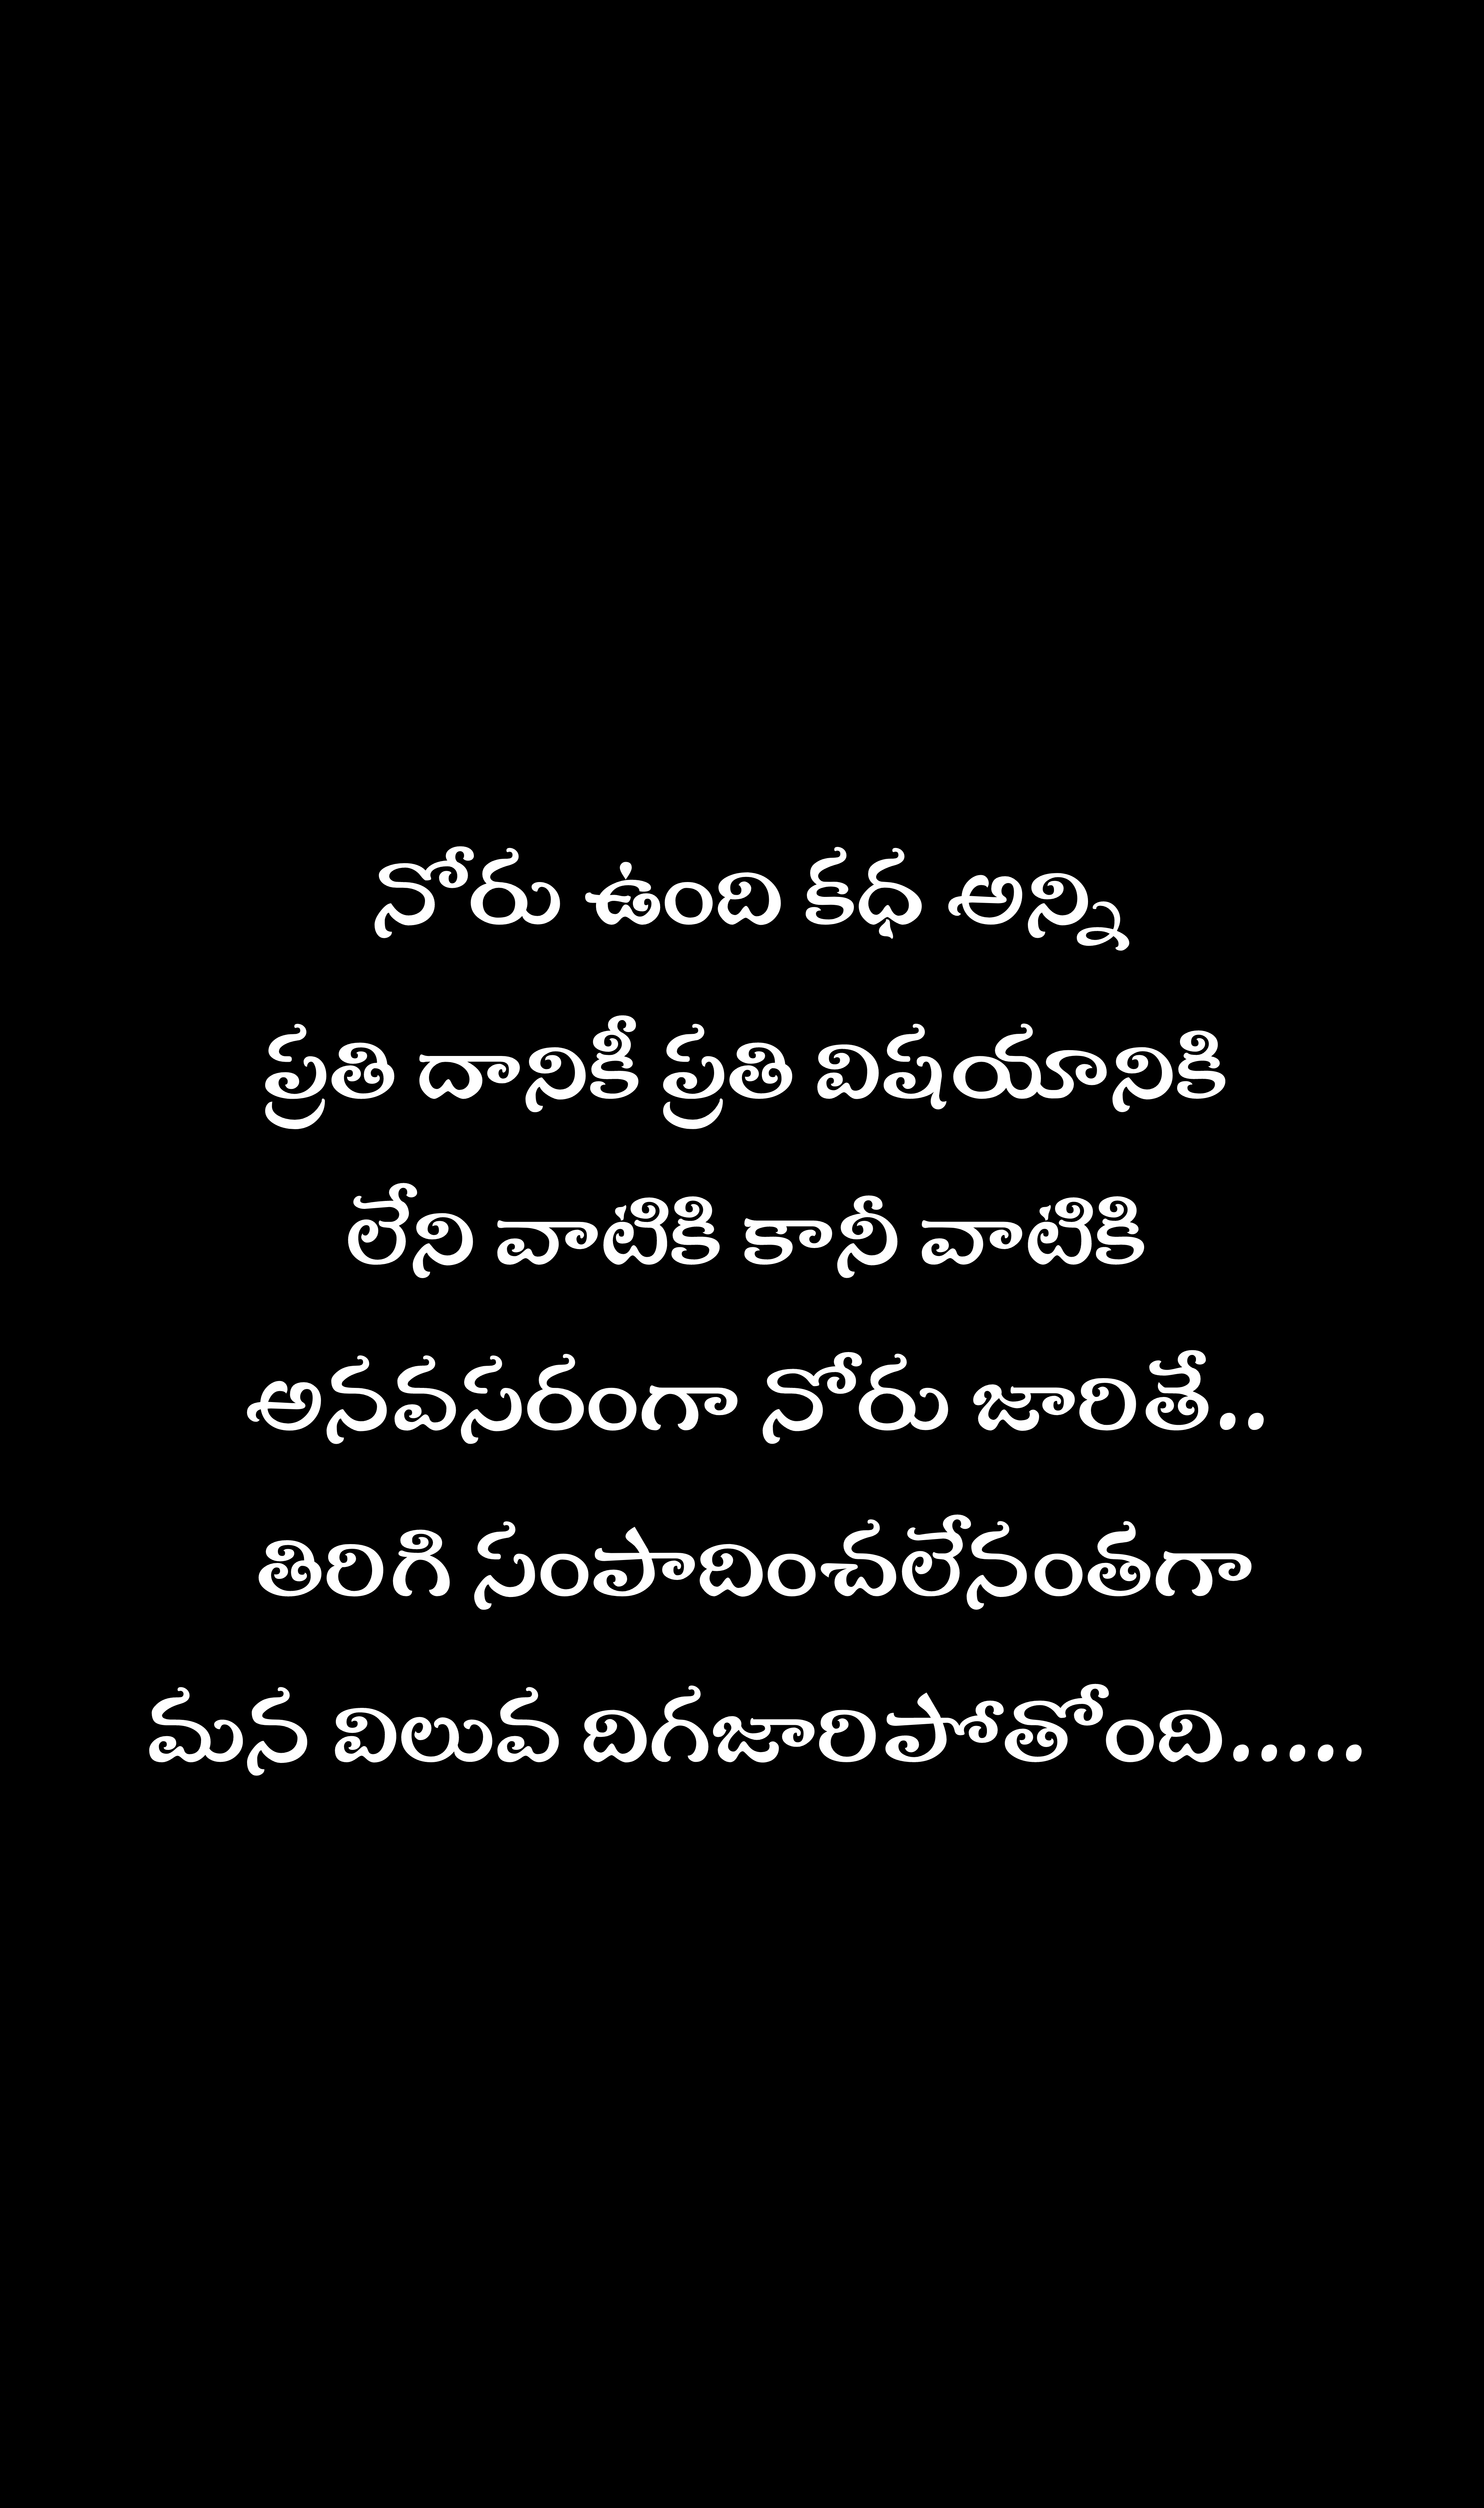 నోరు ఉందికధ అన్ని
ప్రతి దానికీ ప్రతి విషయాన్ని
లేని వాటికి కాని వాటికీ
అనవసరంగా నోరు జాలితే..
తిలిగి సంపాదించలేనంతగా
మన విలువ దిగజాలిపోతోంది.....